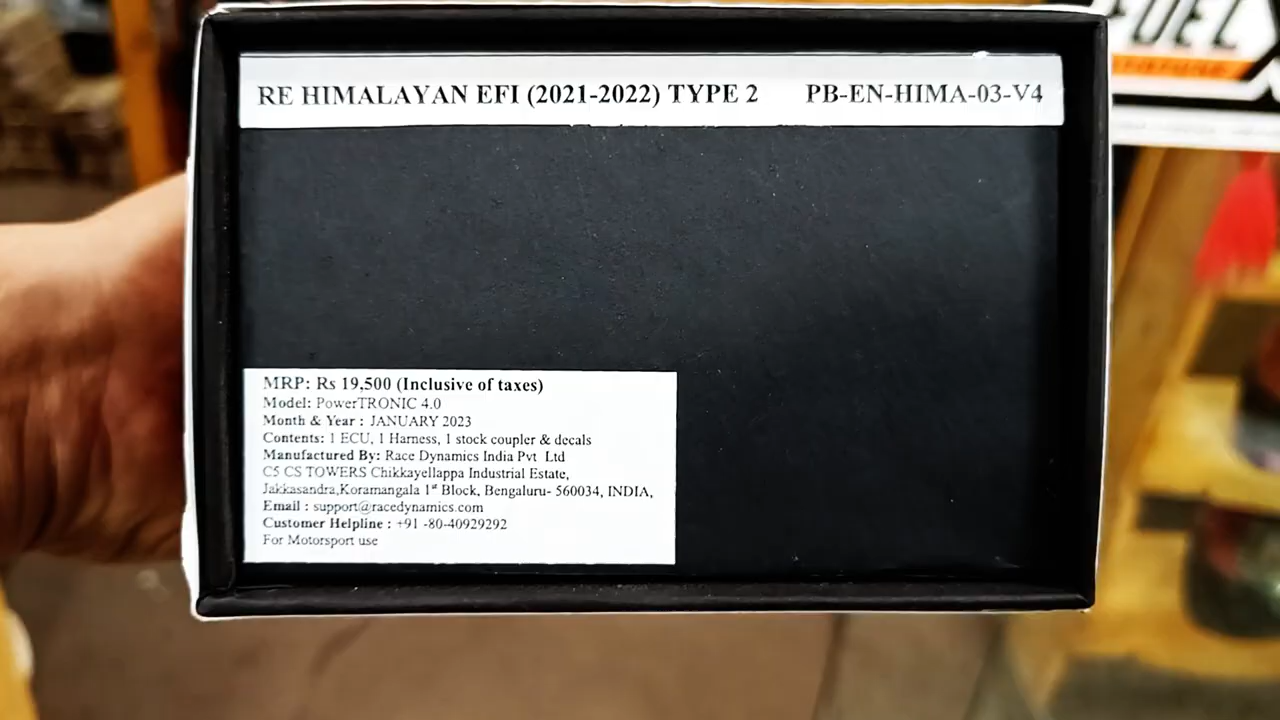 RE HIMALAYAN EFI (2021-2022) TYPE 2 PB-EN-HIMA-03-V4
MRP: Rs 19,500 (Inclusive of taxes)
Model: PowerTRONIC 4.0
Month & Year : JANUARY 2023
Contents: 1 ECU, 1 Harness, 1 stock coupler & decals
Manufactured By: Race Dynamics India Pvt Ltd
C5 CS TOWERS Chikkayellappa Industrial Estate,
Jakkasandra,Koramangala 1st Block, Bengaluru- 560034, INDIA,
Email : support@racedynamics.com
Customer Helpline : +91 -80-40929292
For Motorsport use